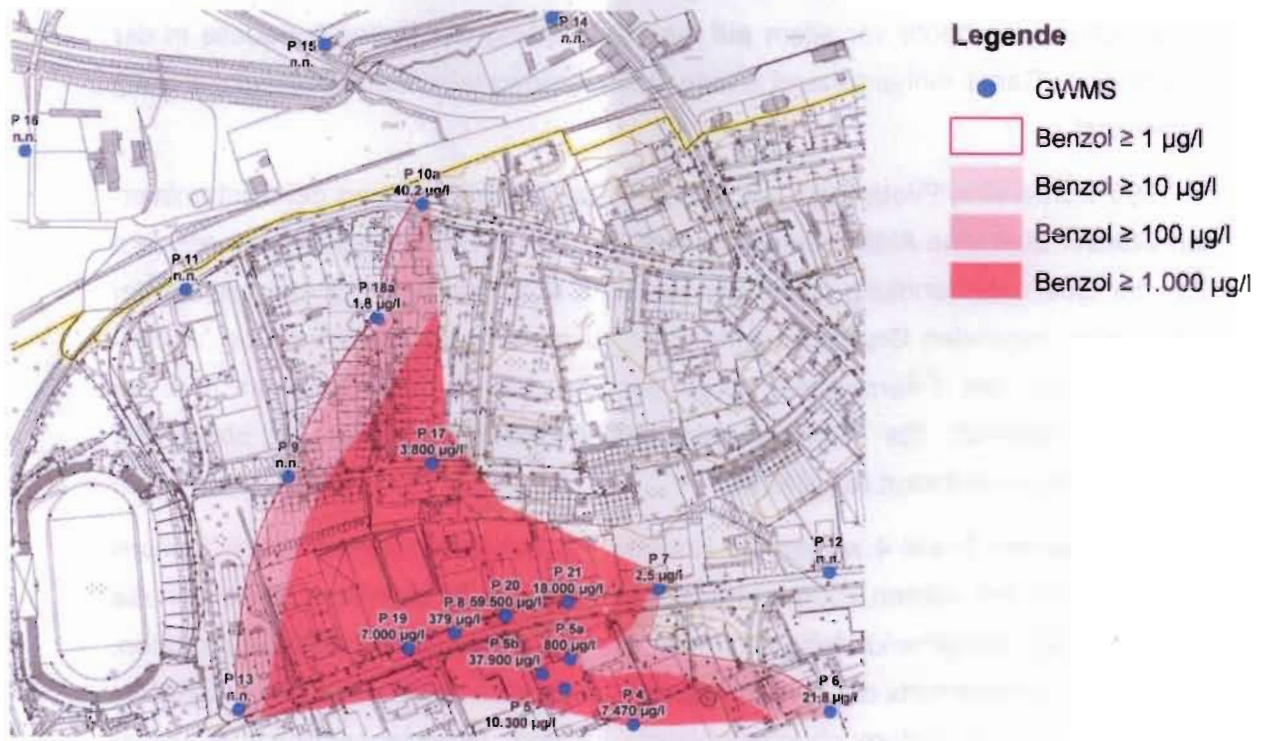 P 14
n.n.
P 15
n.n.
P 16
n.n.
P 10a
40.2 µg/l
P 11
n.n.
P 18a
1.8 µg/l
P 9
n.n.
P 17
3.800 µg/l
P 12
n.n.
P 7
2.5 µg/l
P 21
18.000 µg/l
P 20
59.500 µg/l
P 8
379 µg/l
P 19
7.000 µg/l
P 5a
800 µg/l
P 5b
37.900 µg/l
P 13
n.n.
P 5
10.300 µg/l
P 4
7.470 µg/l
P 6
21.8 µg/l
Legende
GWMS
Benzol ≥ 1 µg/l
Benzol ≥ 10 µg/l
Benzol ≥ 100 µg/l
Benzol ≥ 1.000 µg/l